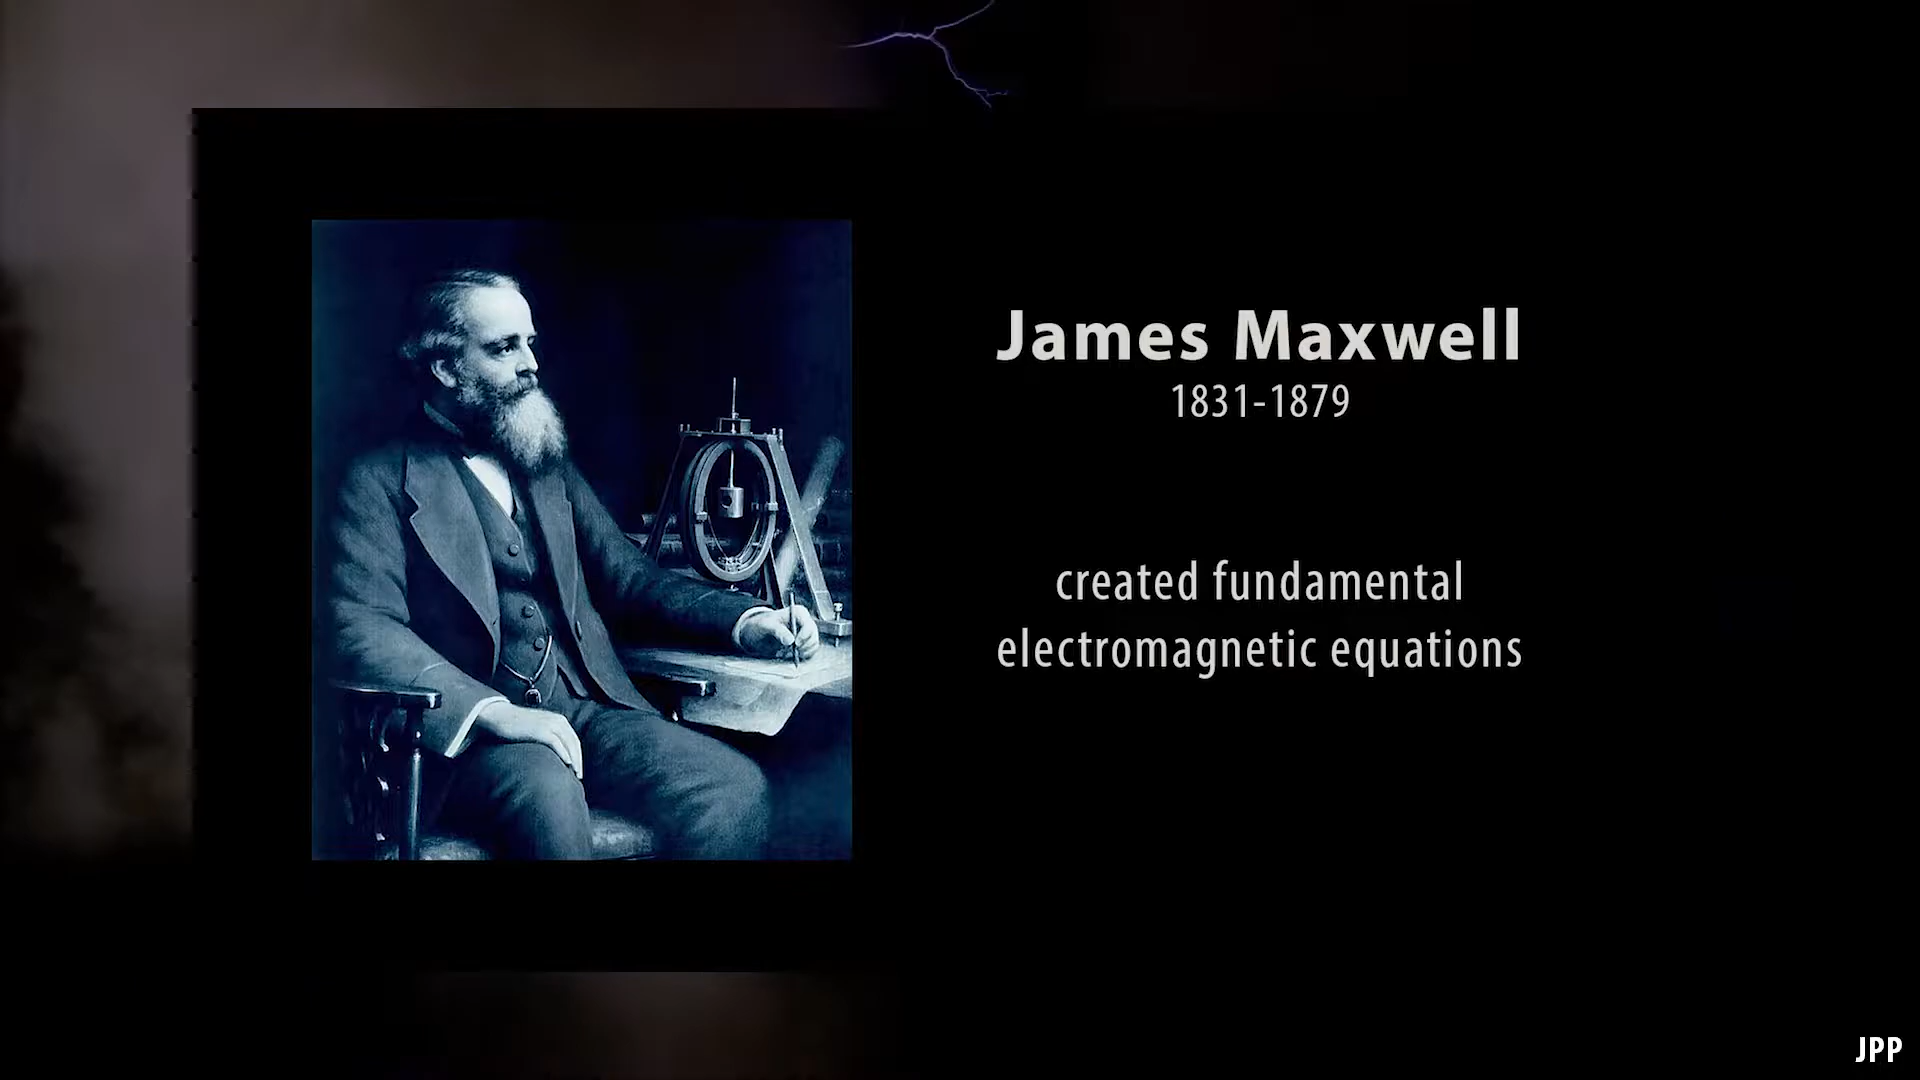 James Maxwell
1831-1879
created fundamental
electromagnetic equations
JPP